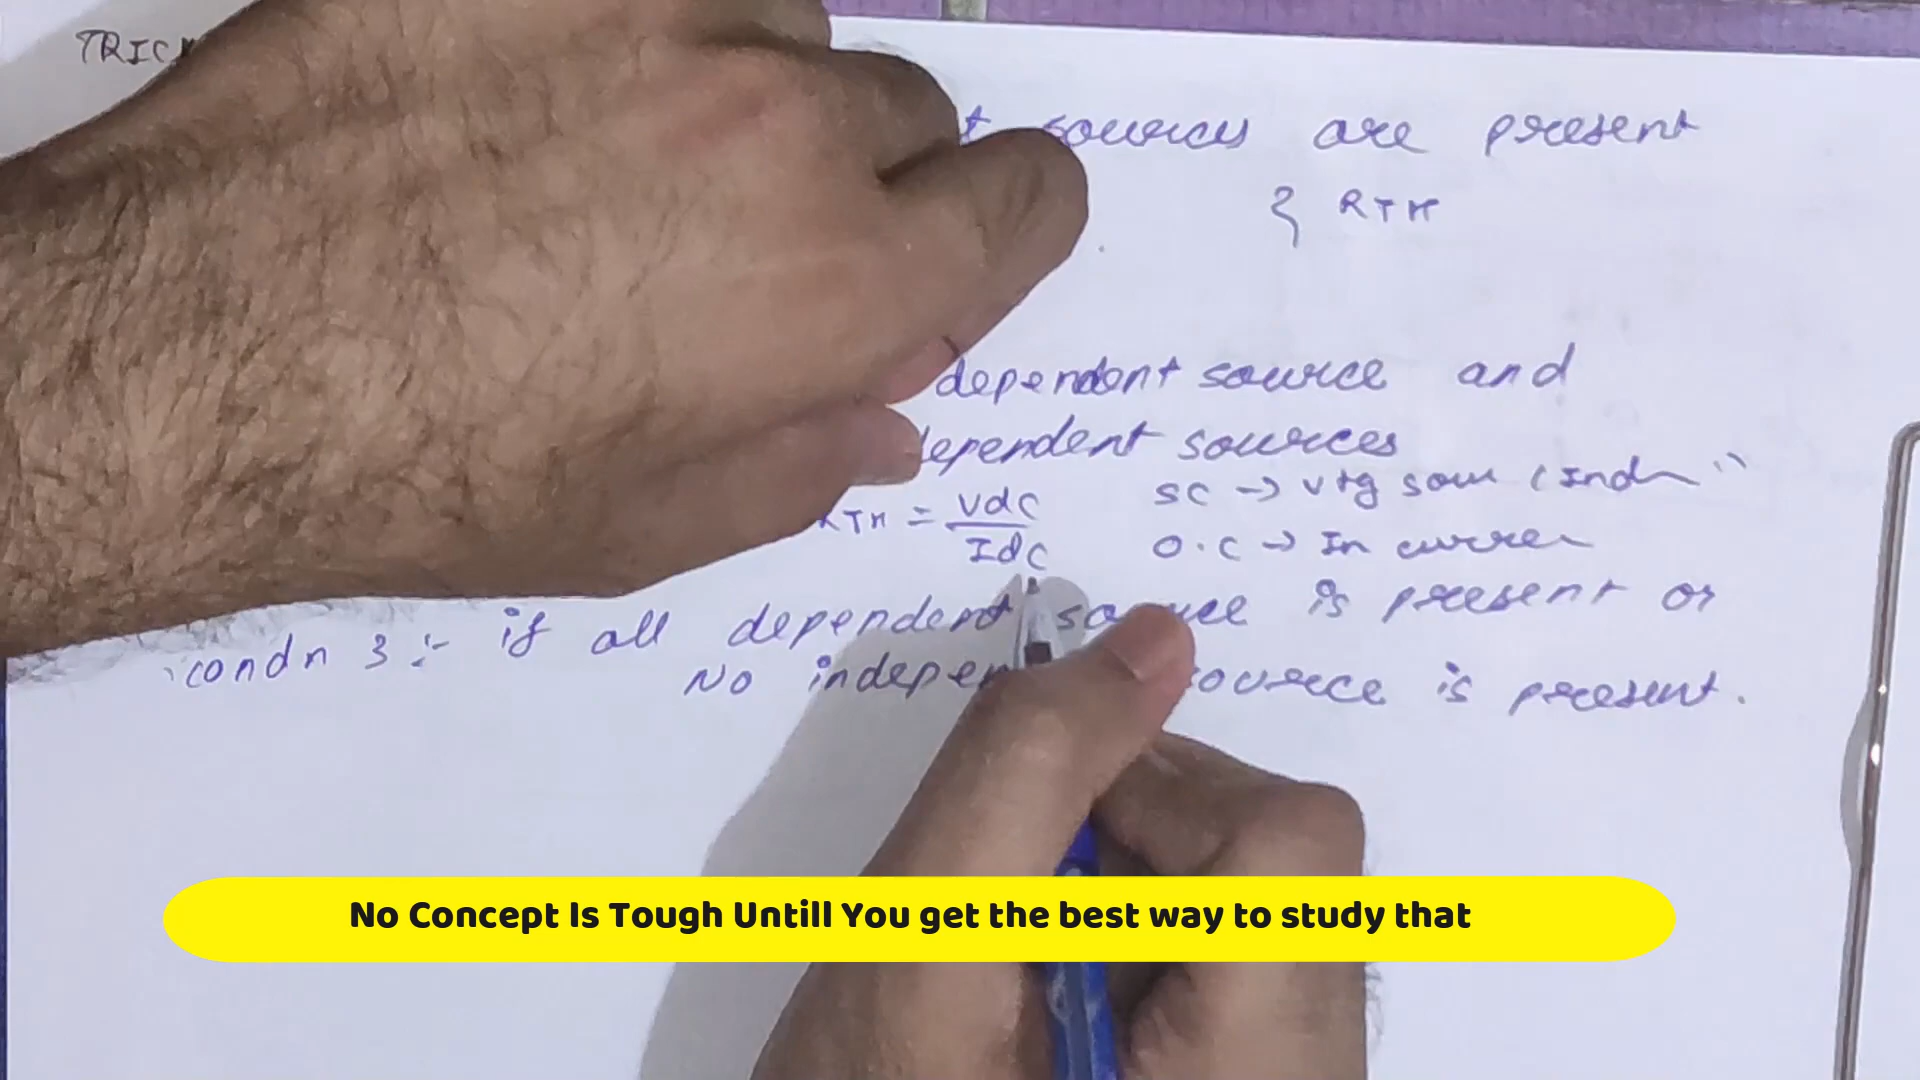 TRIC
sources are present
} RTH
dependent source and
dependent sources
RTH = Vdc / Idc
SC → vtg sour (Ind "
O.C → In curren
condn 3 :- if all dependent source is present or
No indepen source is present.
No Concept Is Tough Untill You get the best way to study that